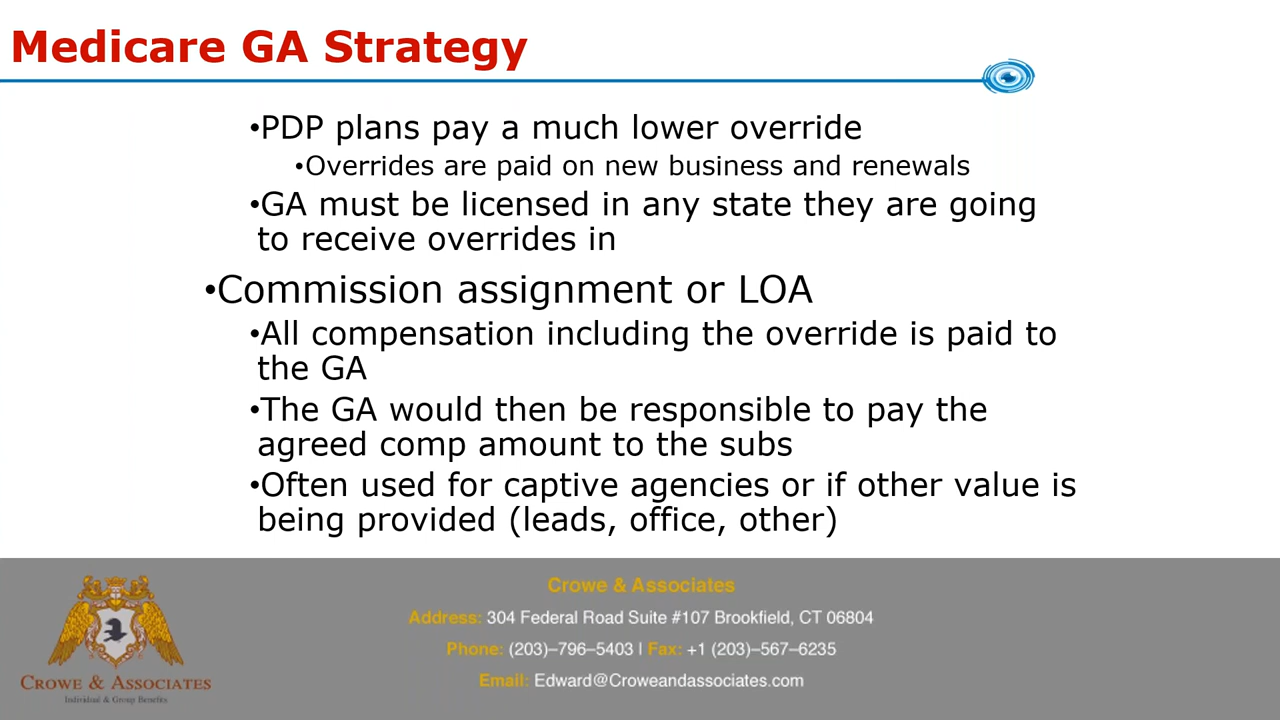 Medicare GA Strategy
•PDP plans pay a much lower override
•Overrides are paid on new business and renewals
•GA must be licensed in any state they are going
to receive overrides in
•Commission assignment or LOA
•All compensation including the override is paid to
the GA
•The GA would then be responsible to pay the
agreed comp amount to the subs
•Often used for captive agencies or if other value is
being provided (leads, office, other)
Crowe & Associates
Address: 304 Federal Road Suite #107 Brookfield, CT 06804
Phone: (203)–796–5403 | Fax: +1 (203)–567–6235
Email: Edward@Croweandassociates.com
CROWE & ASSOCIATES
Individual & Group Benefits